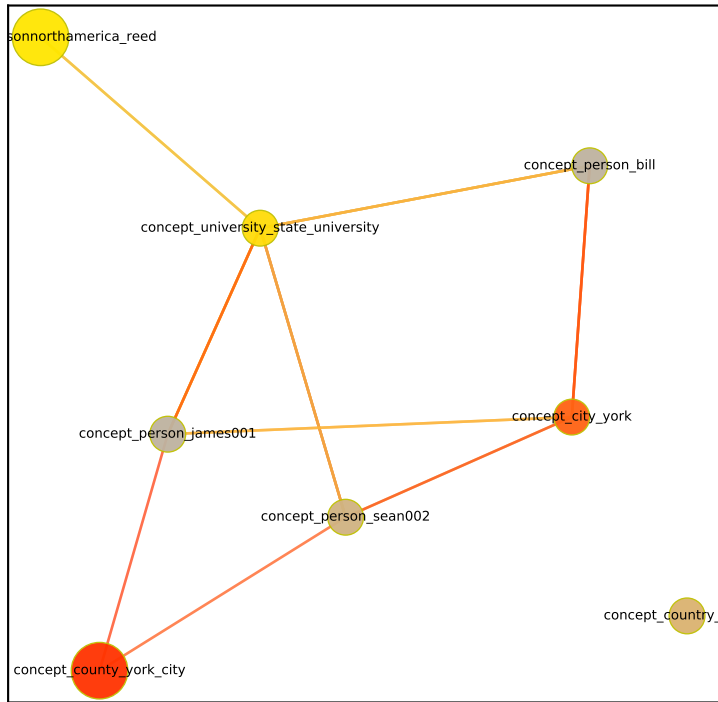 sonnorthamerica_reed
concept_person_bill
concept_university_state_university
concept_city_york
concept_person_james001
concept_person_sean002
concept_country_
concept_county_york_city